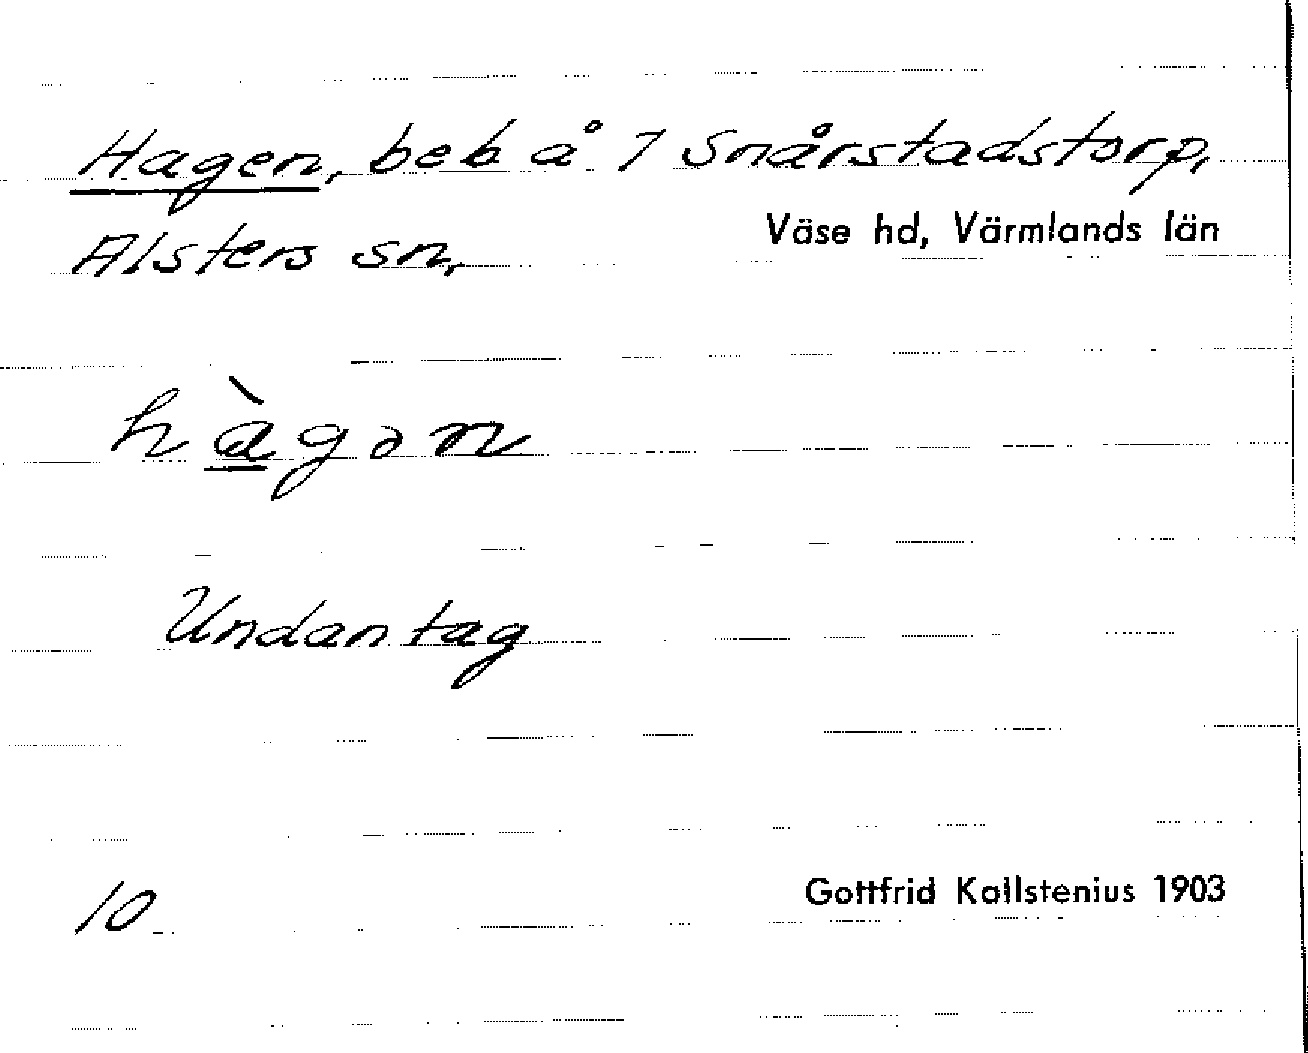 Hagen, beb å 7 Snårstadstorp,
Alsters sn,
Väse hd, Värmlands län
hàgən
Undantag
10
Gottfrid Kallstenius 1903